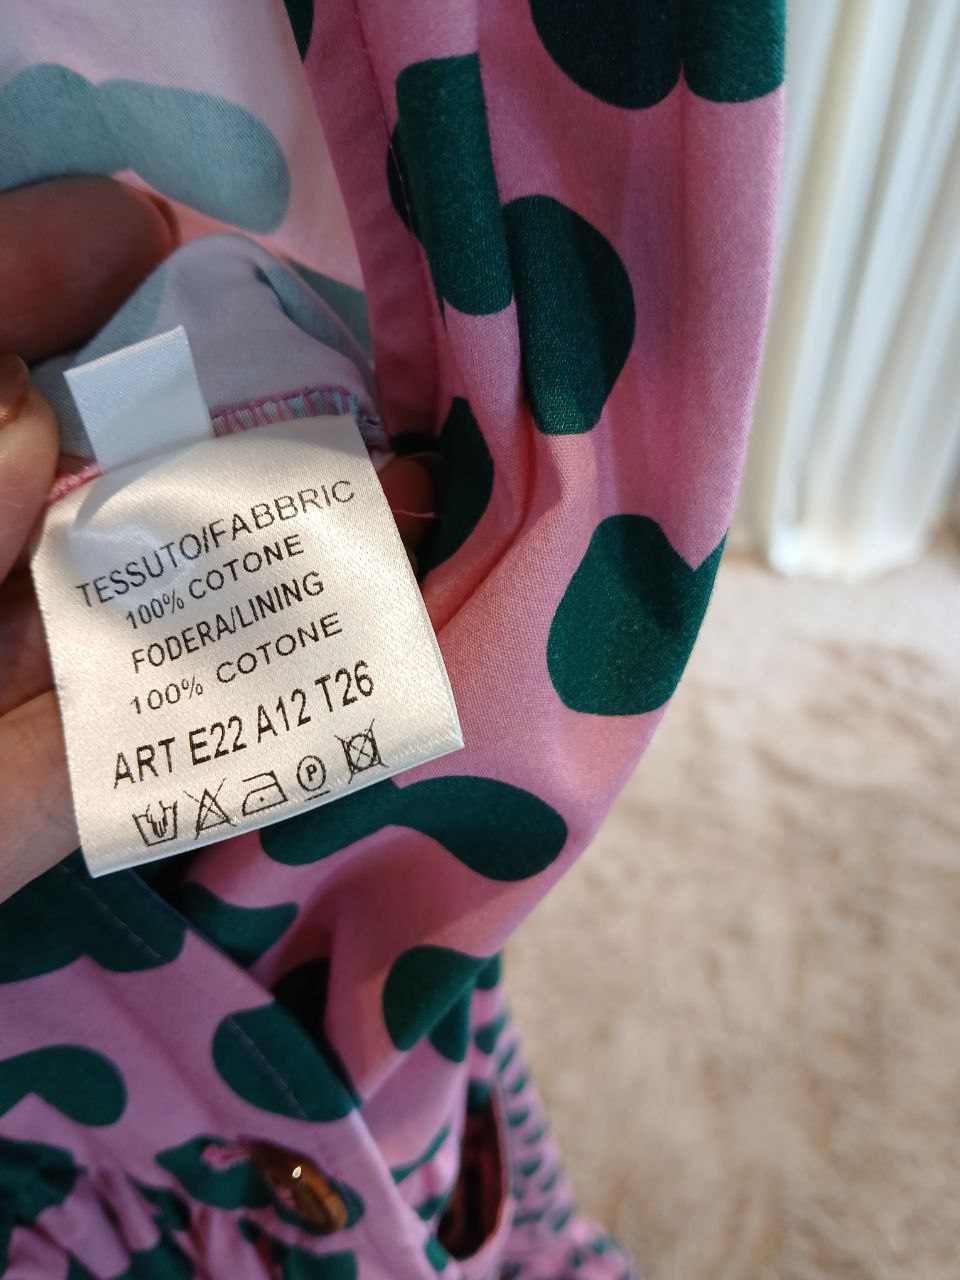 TESSUTO/FABBRIC
100% COTONE
FODERA/LINING
100% COTONE
ART E22 A12 T26
P